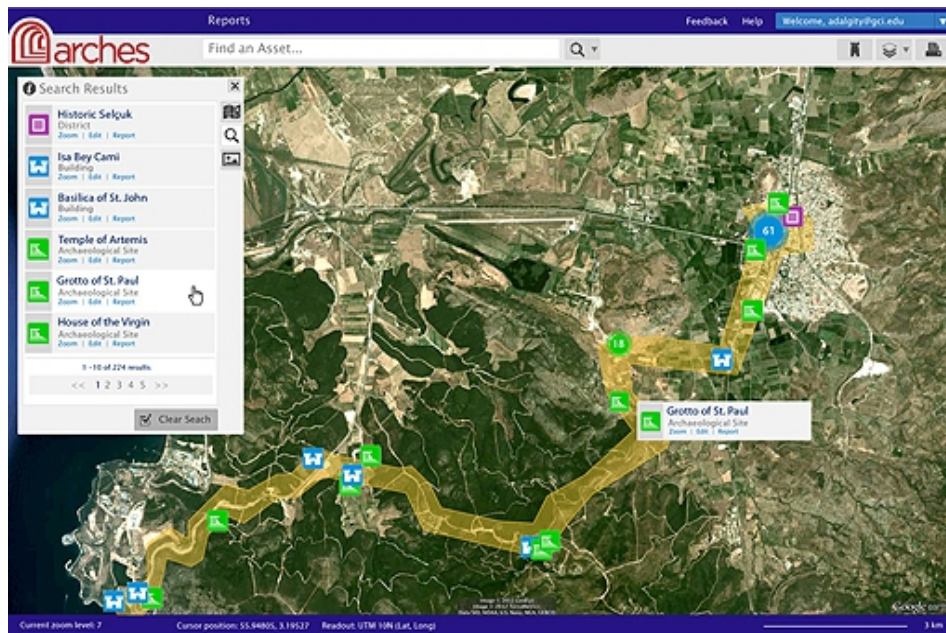 Reports
Feedback Help Welcome, adalgity@gci.edu
arches
Find an Asset...
Search Results
Historic Selçuk
District
Zoom | Edit | Report
Isa Bey Cami
Building
Zoom | Edit | Report
Basilica of St. John
Building
Zoom | Edit | Report
Temple of Artemis
Archaeological Site
Zoom | Edit | Report
Grotto of St. Paul
Archaeological Site
Zoom | Edit | Report
House of the Virgin
Archaeological Site
Zoom | Edit | Report
1 -10 of 224 results
<< 1 2 3 4 5 >>
Clear Seach
61
18
Grotto of St. Paul
Archaeological Site
Zoom | Edit | Report
Google
Current zoom level: 7 Cursor position: 55.94805, 3.19527 Readout: UTM 10N (Lat, Long) 3 km